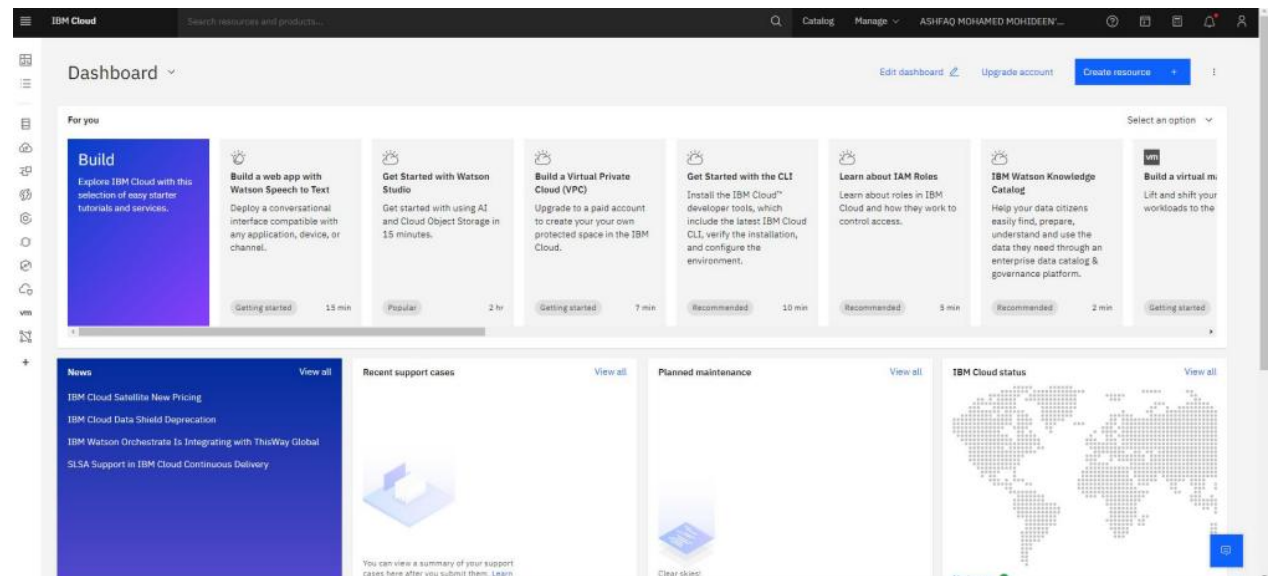 IBM Cloud
Search resources and products...
Catalog
Manage
ASHFAQ MOHAMED MOHIDEEN'...
Dashboard
Edit dashboard
Upgrade account
Create resource +
For you
Select an option
Build
Explore IBM Cloud with this
selection of easy starter
tutorials and services.
Build a web app with
Watson Speech to Text
Deploy a conversational
interface compatible with
any application, device, or
channel.
Getting started
15 min
Get Started with Watson
Studio
Get started with using AI
and Cloud Object Storage in
15 minutes.
Popular
2 hr
Build a Virtual Private
Cloud (VPC)
Upgrade to a paid account
to create your your own
protected space in the IBM
Cloud.
Getting started
7 min
Get Started with the CLI
Install the IBM Cloud™
developer tools, which
include the latest IBM Cloud
CLI, verify the installation,
and configure the
environment.
Recommended
10 min
Learn about IAM Roles
Learn about roles in IBM
Cloud and how they work to
control access.
Recommended
5 min
IBM Watson Knowledge
Catalog
Help your data citizens
easily find, prepare,
understand and use the
data they need through an
enterprise data catalog &
governance platform.
Recommended
2 min
vm
Build a virtual ma
Lift and shift your
workloads to the
Getting started
vm
News
View all
IBM Cloud Satellite New Pricing
IBM Cloud Data Shield Deprecation
IBM Watson Orchestrate Is Integrating with ThisWay Global
SLSA Support in IBM Cloud Continuous Delivery
Recent support cases
View all
You can view a summary of your support
cases here after you submit them. Learn
Planned maintenance
View all
Clear skies!
IBM Cloud status
View all